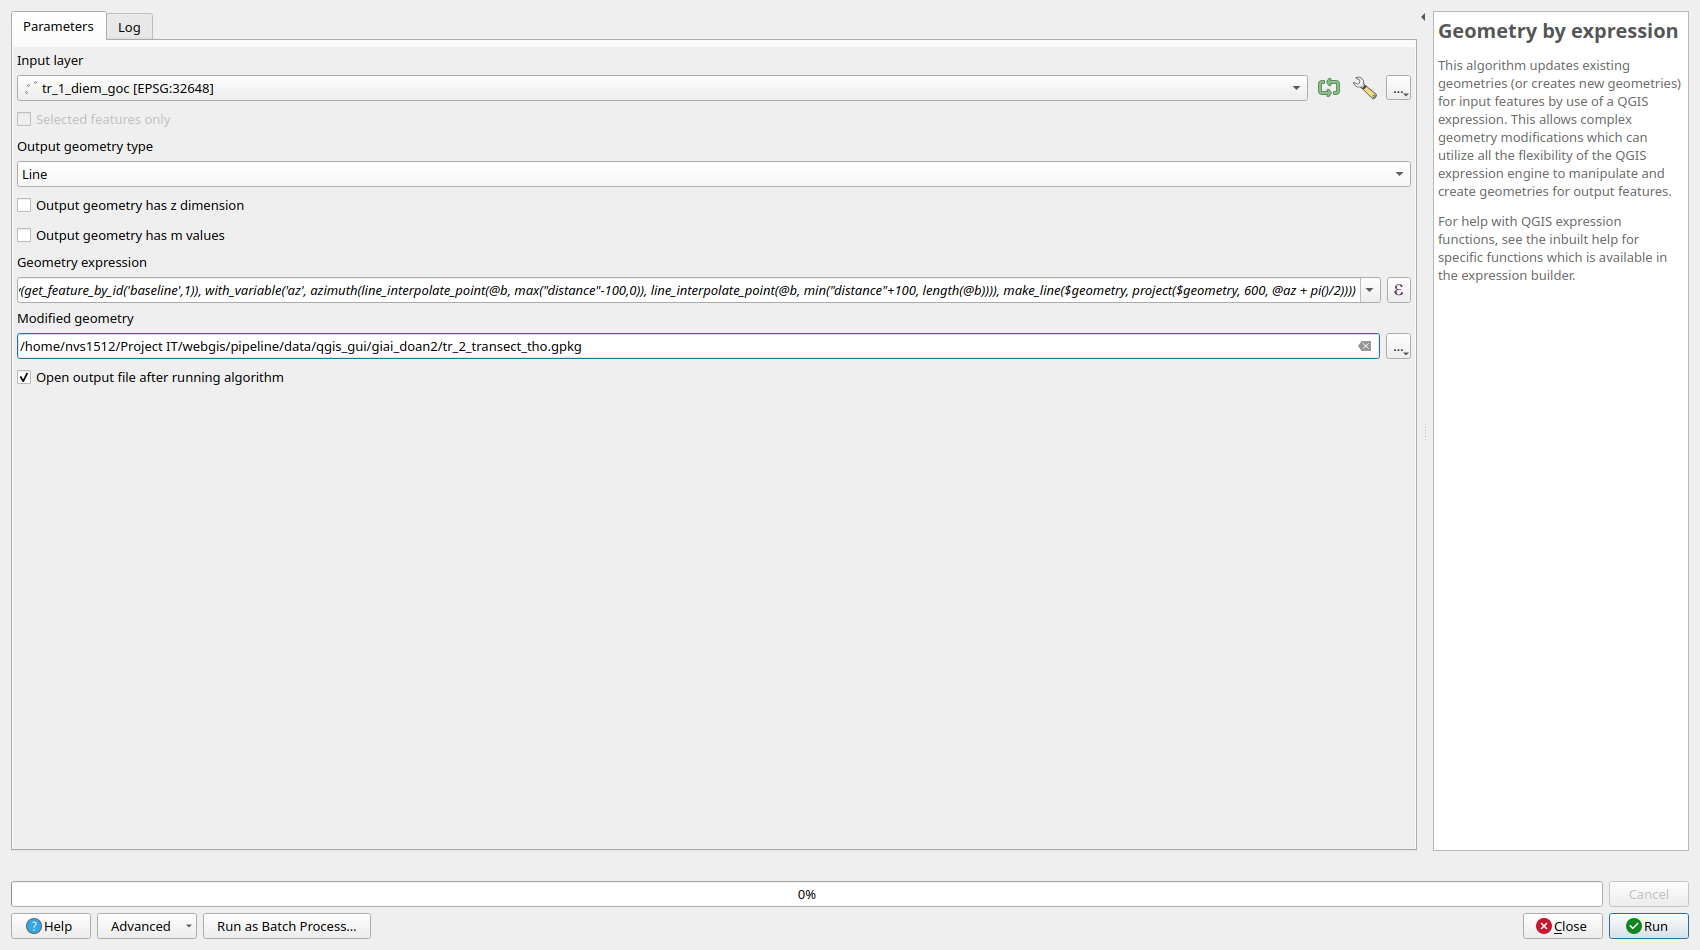 Parameters
Log
Input layer
tr_1_diem_goc [EPSG:32648]
...
Selected features only
Output geometry type
Line
Output geometry has z dimension
Output geometry has m values
Geometry expression
(get_feature_by_id('baseline',1)), with_variable('az', azimuth(line_interpolate_point(@b, max("distance"-100,0)), line_interpolate_point(@b, min("distance"+100, length(@b)))), make_line($geometry, project($geometry, 600, @az + pi()/2))))
ε
Modified geometry
/home/nvs1512/Project IT/webgis/pipeline/data/qgis_gui/giai_doan2/tr_2_transect_tho.gpkg
...
Open output file after running algorithm
Geometry by expression
This algorithm updates existing
geometries (or creates new geometries)
for input features by use of a QGIS
expression. This allows complex
geometry modifications which can
utilize all the flexibility of the QGIS
expression engine to manipulate and
create geometries for output features.
For help with QGIS expression
functions, see the inbuilt help for
specific functions which is available in
the expression builder.
0%
Cancel
? Help
Advanced
Run as Batch Process...
Close
Run